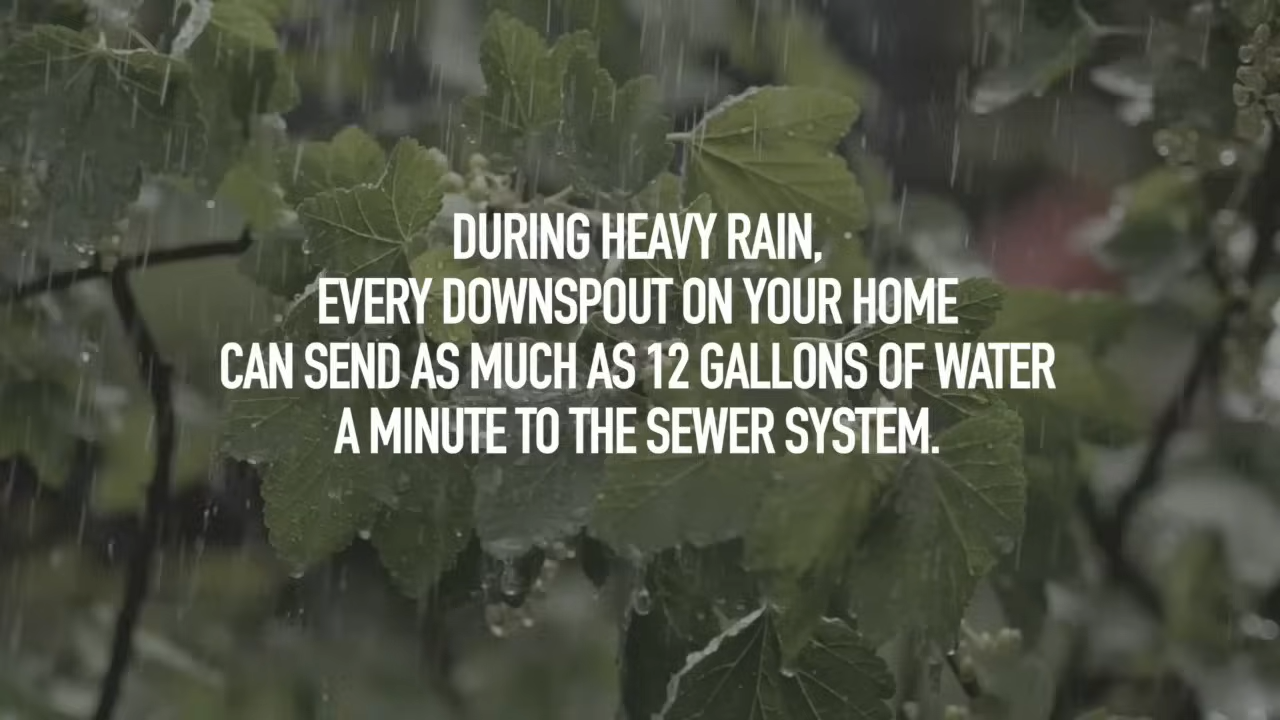 DURING HEAVY RAIN,
EVERY DOWNSPOUT ON YOUR HOME
CAN SEND AS MUCH AS 12 GALLONS OF WATER
A MINUTE TO THE SEWER SYSTEM.